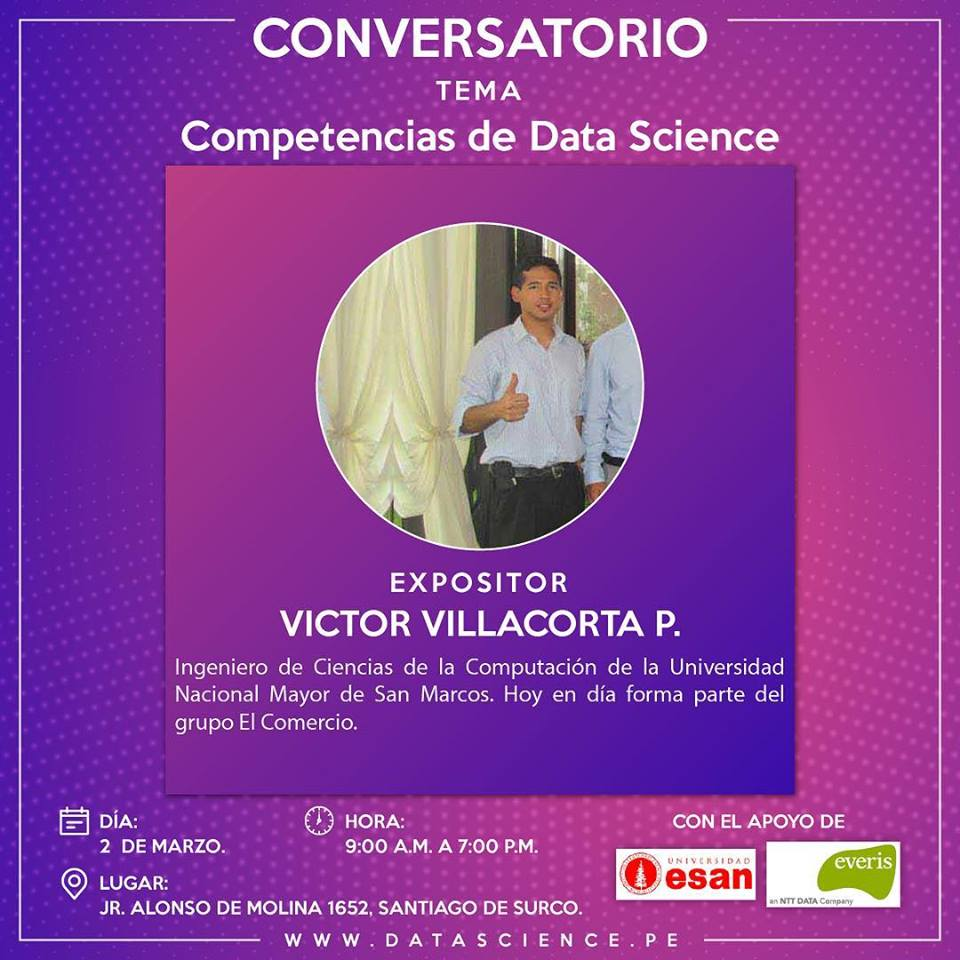 CONVERSATORIO
TEMA
Competencias de Data Science
EXPOSITOR
VICTOR VILLACORTA P.
Ingeniero de Ciencias de la Computación de la Universidad
Nacional Mayor de San Marcos. Hoy en día forma parte del
grupo El Comercio.
DÍA:
2 DE MARZO.
HORA:
9:00 A.M. A 7:00 P.M.
LUGAR:
JR. ALONSO DE MOLINA 1652, SANTIAGO DE SURCO.
CON EL APOYO DE
UNIVERSIDAD
esan
everis
an NTT DATA Company
WWW.DATASCIENCE.PE